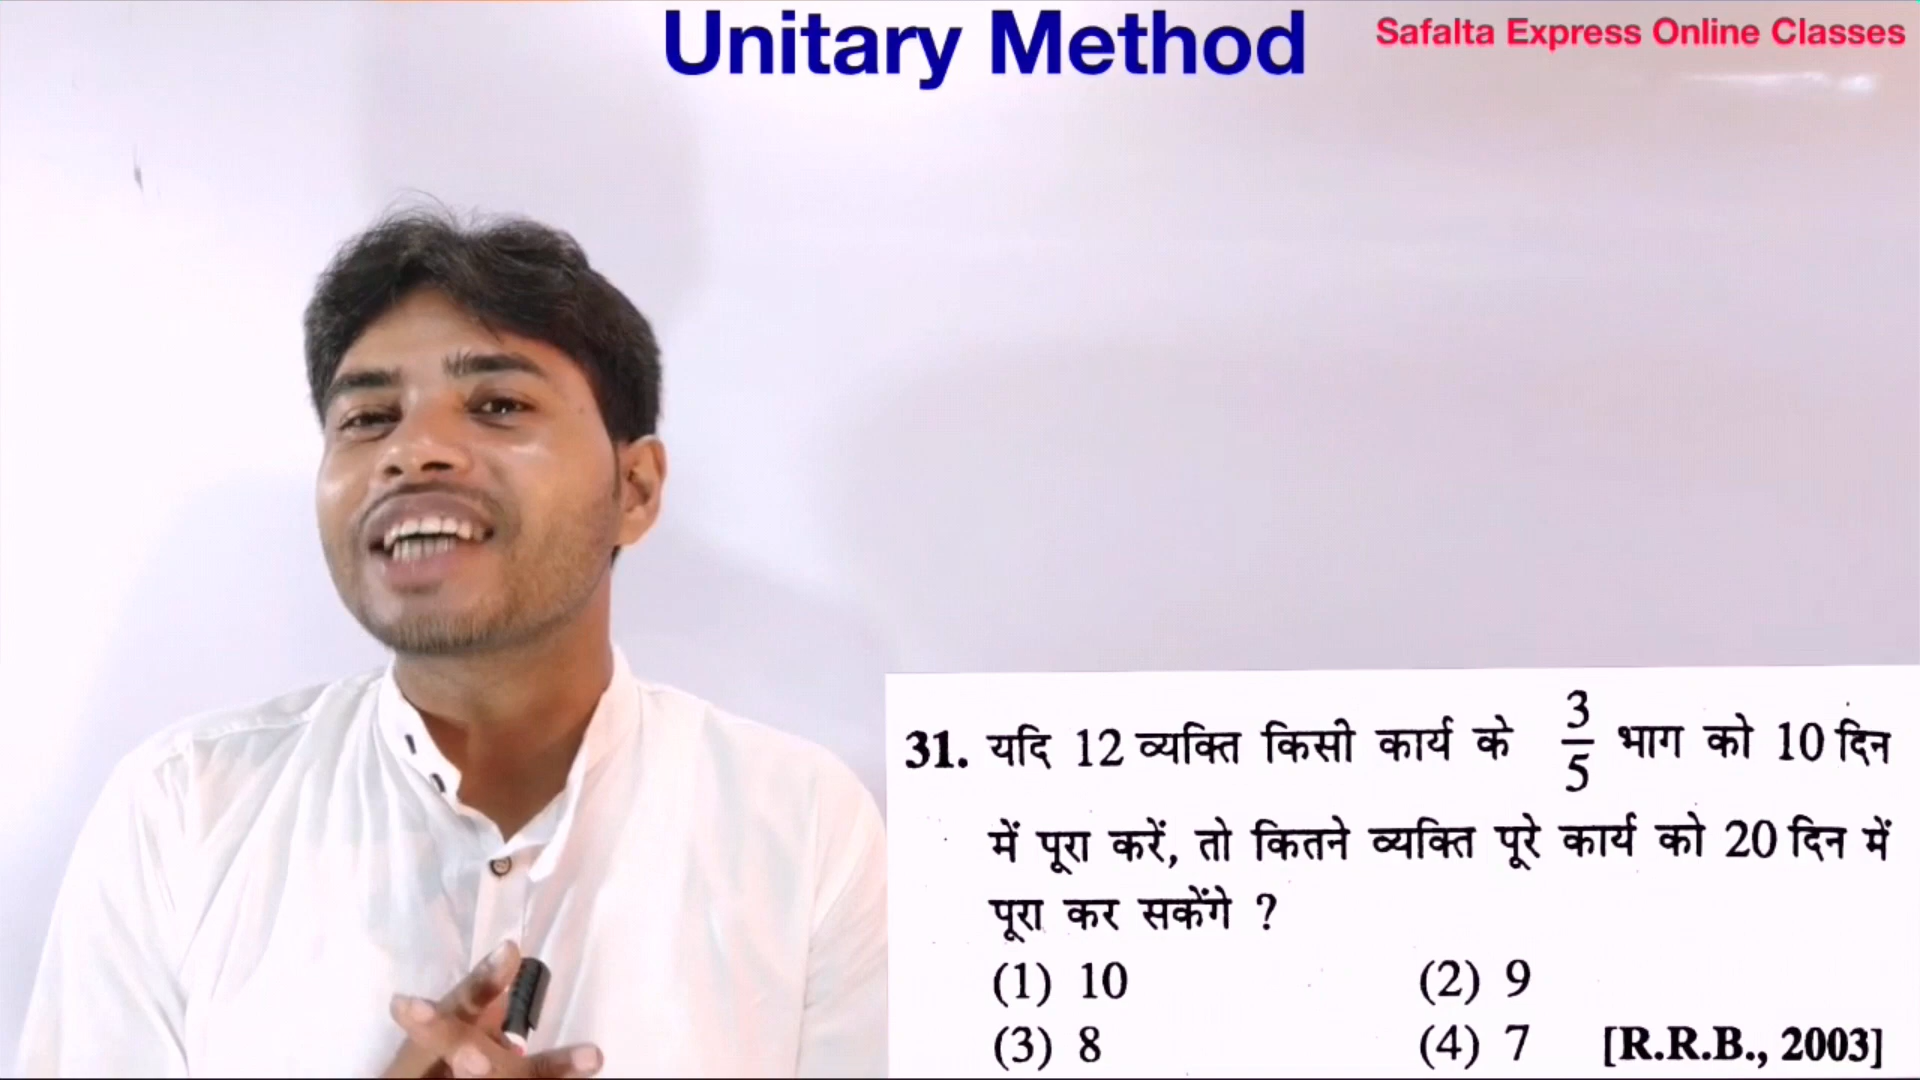 Unitary Method
Safalta Express Online Classes
31. यदि 12 व्यक्ति किसी कार्य के 3/5 भाग को 10 दिन
में पूरा करें, तो कितने व्यक्ति पूरे कार्य को 20 दिन में
पूरा कर सकेंगे ?
(1) 10 (2) 9
(3) 8 (4) 7 [R.R.B., 2003]